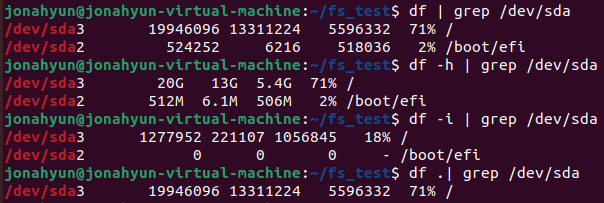 jonahyun@jonahyun-virtual-machine:~/fs_test$ df | grep /dev/sda
/dev/sda3 19946096 13311224 5596332 71% /
/dev/sda2 524252 6216 518036 2% /boot/efi
jonahyun@jonahyun-virtual-machine:~/fs_test$ df -h | grep /dev/sda
/dev/sda3 20G 13G 5.4G 71% /
/dev/sda2 512M 6.1M 506M 2% /boot/efi
jonahyun@jonahyun-virtual-machine:~/fs_test$ df -i | grep /dev/sda
/dev/sda3 1277952 221107 1056845 18% /
/dev/sda2 0 0 0 - /boot/efi
jonahyun@jonahyun-virtual-machine:~/fs_test$ df .| grep /dev/sda
/dev/sda3 19946096 13311224 5596332 71% /